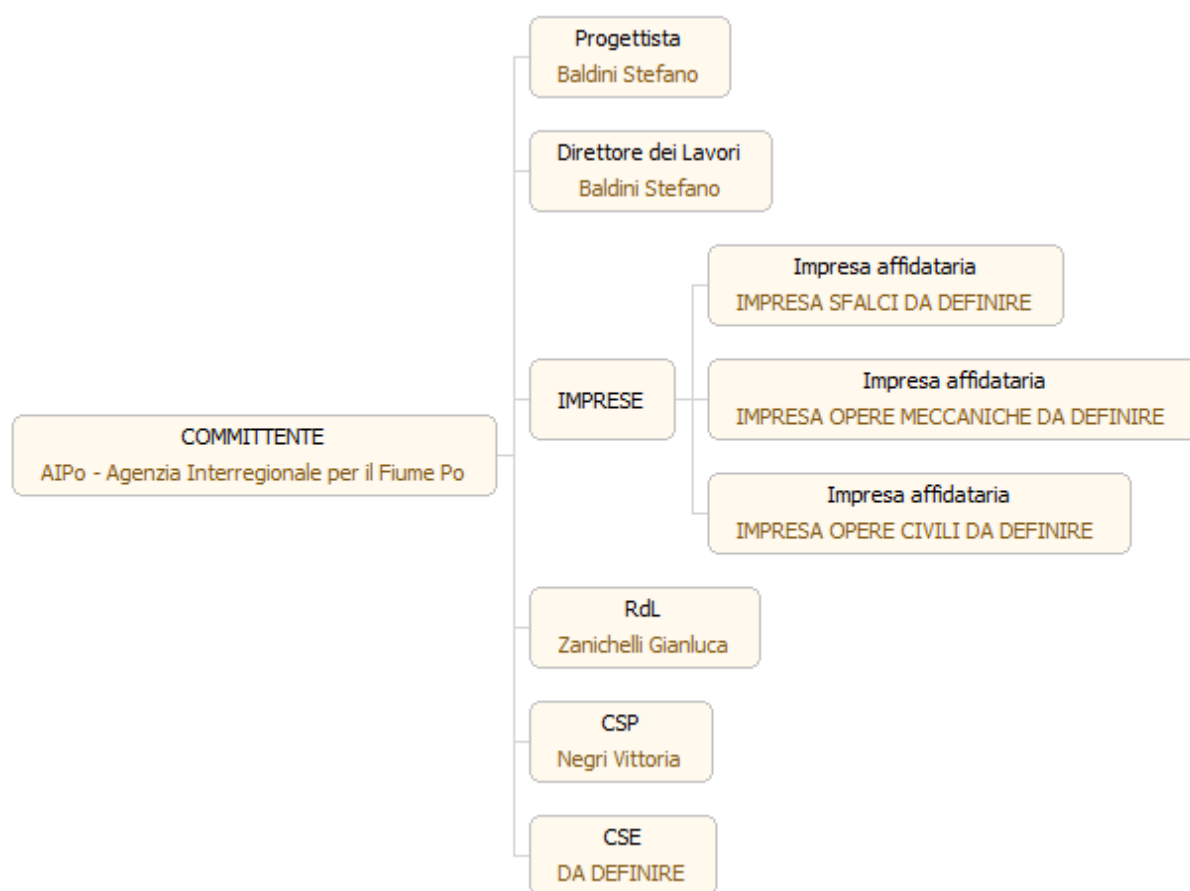 Progettista
Baldini Stefano
Direttore dei Lavori
Baldini Stefano
Impresa affidataria
IMPRESA SFALCI DA DEFINIRE
IMPRESE
Impresa affidataria
IMPRESA OPERE MECCANICHE DA DEFINIRE
COMMITTENTE
AIPo - Agenzia Interregionale per il Fiume Po
Impresa affidataria
IMPRESA OPERE CIVILI DA DEFINIRE
RdL
Zanichelli Gianluca
CSP
Negri Vittoria
CSE
DA DEFINIRE